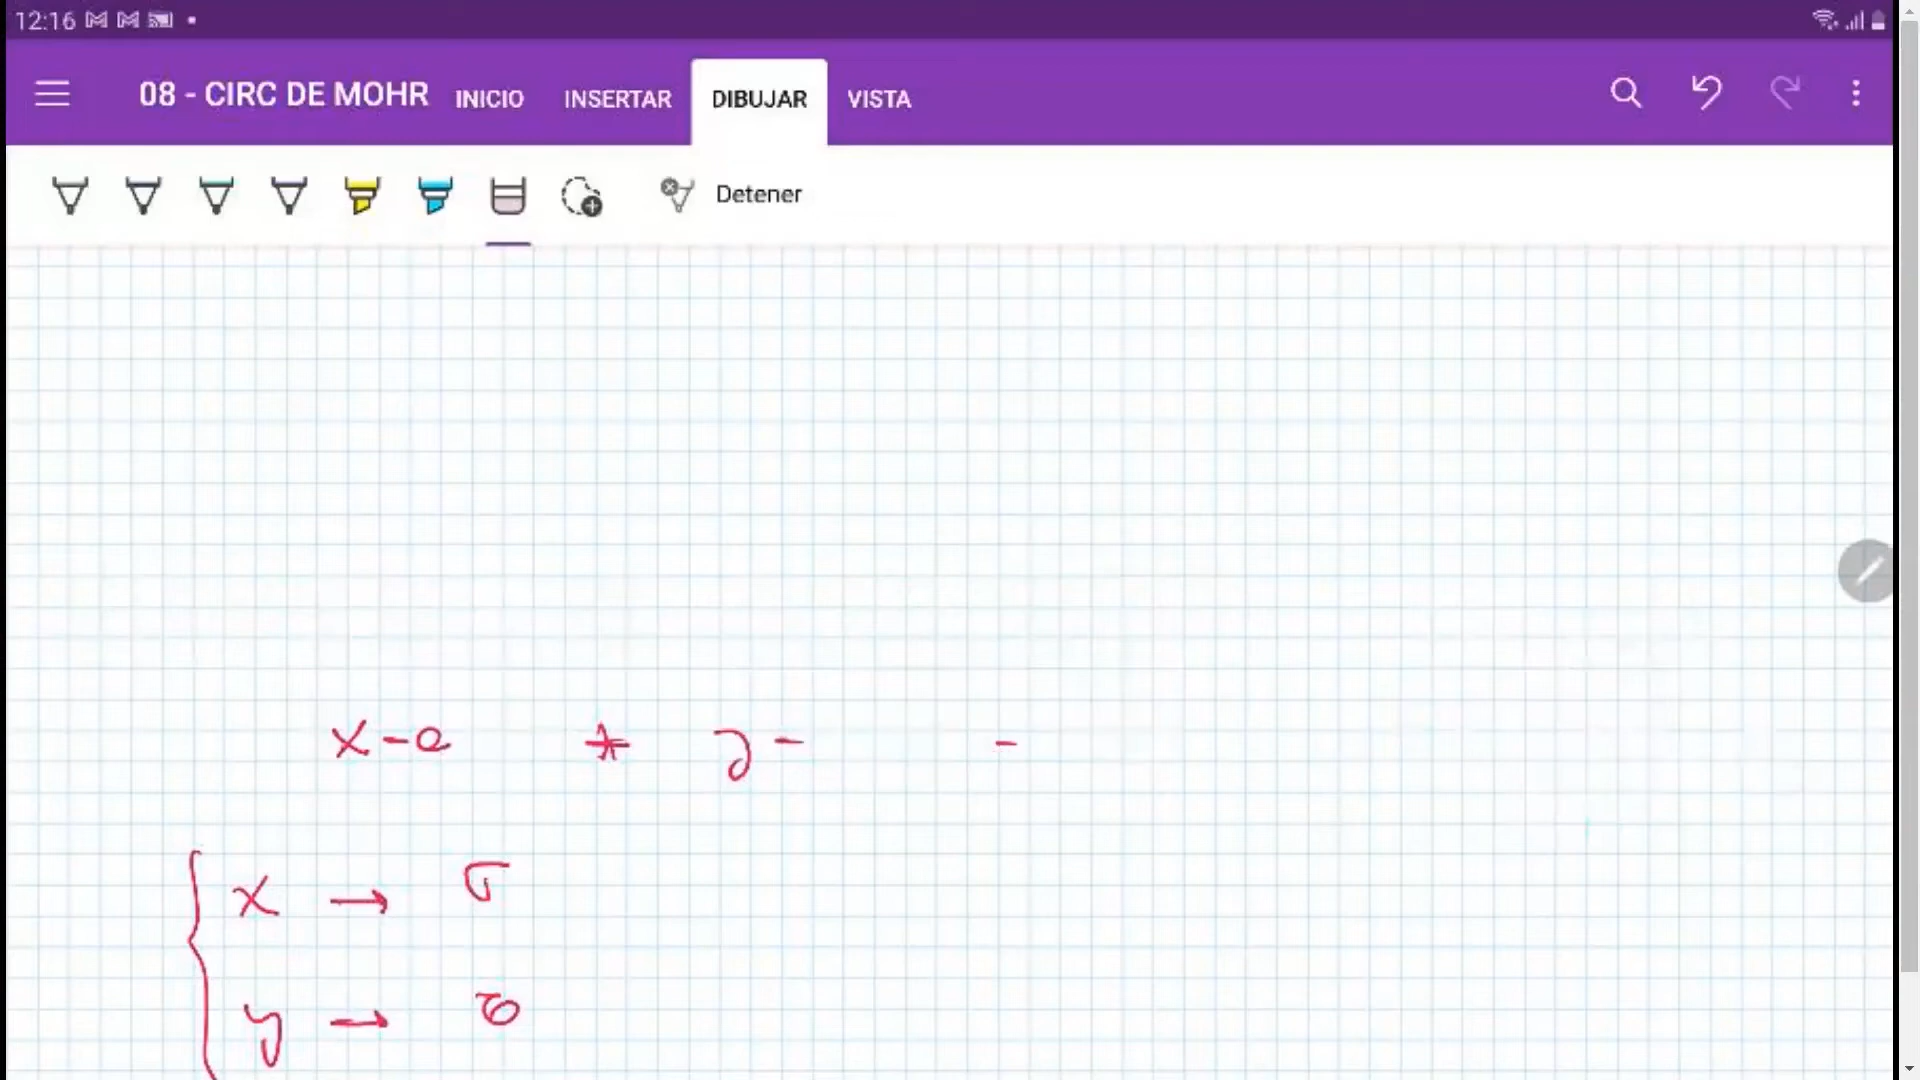 12:16
08 - CIRC DE MOHR INICIO INSERTAR DIBUJAR VISTA
Detener
x - a + y - -
x → σ
y → τ